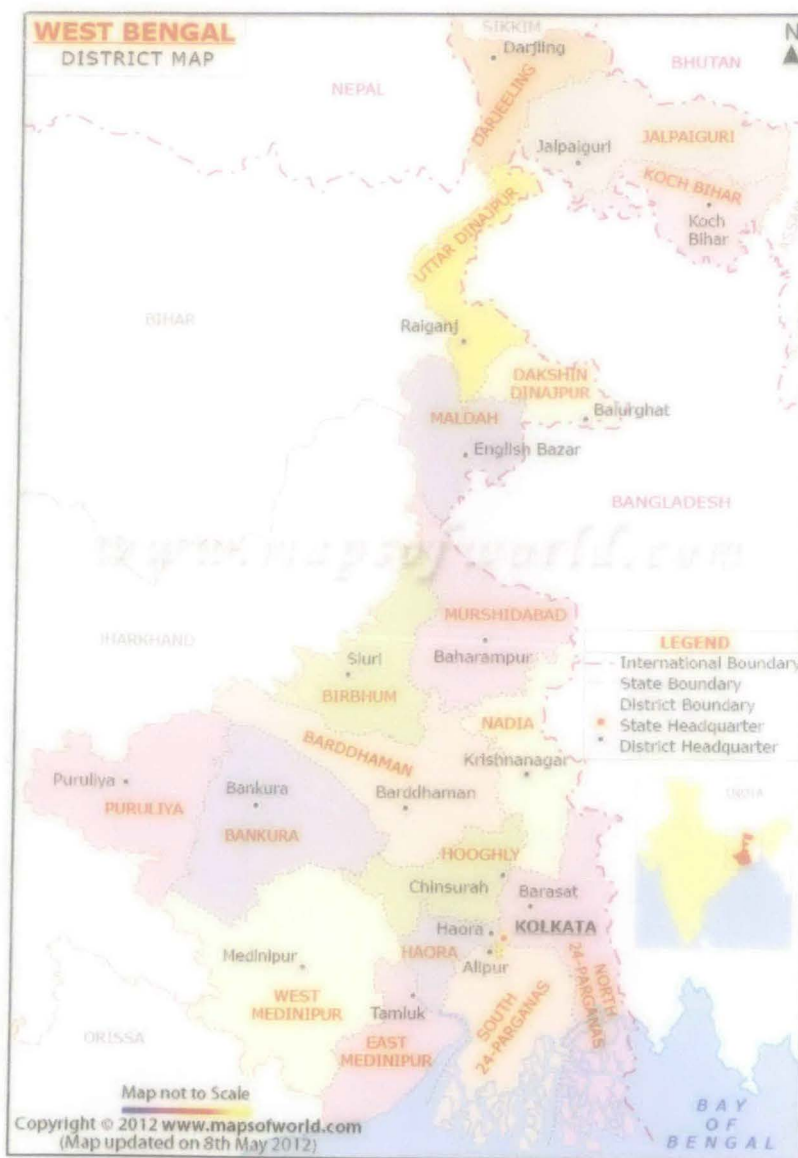 WEST BENGAL
DISTRICT MAP
N
SIKKIM
Darjiling
BHUTAN
NEPAL
DARJEELING
Jalpaiguri
JALPAIGURI
KOCH BIHAR
Koch
Bihar
UTTAR DINAJPUR
BIHAR
Raiganj
DAKSHIN
DINAJPUR
Balurghat
MALDAH
English Bazar
BANGLADESH
www.mapsofworld.com
MURSHIDABAD
JHARKHAND
Baharampur
Siuri
BIRBHUM
LEGEND
International Boundary
State Boundary
District Boundary
State Headquarter
District Headquarter
NADIA
BARDDHAMAN
Krishnanagar
Puruliya
PURULIYA
Bankura
BANKURA
Barddhaman
INDIA
HOOGHLY
Chinsurah
Barasat
Haora
KOLKATA
HAORA
Alipur
Medinipur
WEST
MEDINIPUR
Tamluk
SOUTH
24-PARGANAS
NORTH
24-PARGANAS
ORISSA
EAST
MEDINIPUR
Map not to Scale
Copyright © 2012 www.mapsofworld.com
(Map updated on 8th May 2012)
BAY
OF
BENGAL